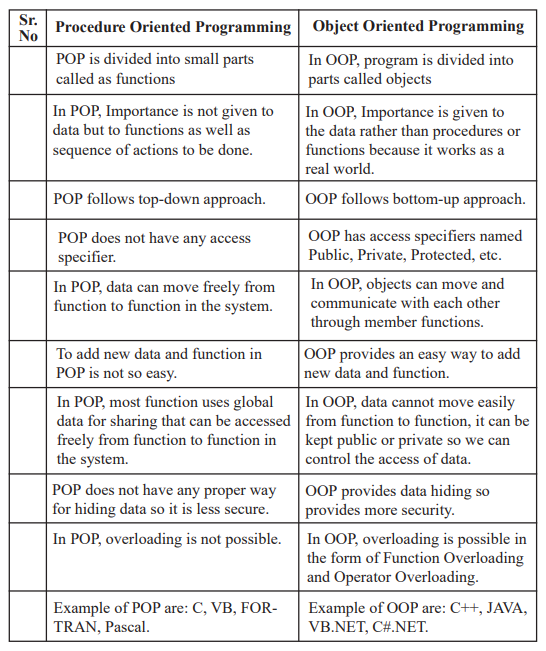 Sr. No
Procedure Oriented Programming
Object Oriented Programming
POP is divided into small parts
called as functions
In OOP, program is divided into
parts called objects
In POP, Importance is not given to
data but to functions as well as
sequence of actions to be done.
In OOP, Importance is given to
the data rather than procedures or
functions because it works as a
real world.
POP follows top-down approach.
OOP follows bottom-up approach.
POP does not have any access
specifier.
OOP has access specifiers named
Public, Private, Protected, etc.
In POP, data can move freely from
function to function in the system.
In OOP, objects can move and
communicate with each other
through member functions.
To add new data and function in
POP is not so easy.
OOP provides an easy way to add
new data and function.
In POP, most function uses global
data for sharing that can be accessed
freely from function to function in
the system.
In OOP, data cannot move easily
from function to function, it can be
kept public or private so we can
control the access of data.
POP does not have any proper way
for hiding data so it is less secure.
OOP provides data hiding so
provides more security.
In POP, overloading is not possible.
In OOP, overloading is possible in
the form of Function Overloading
and Operator Overloading.
Example of POP are: C, VB, FOR-
TRAN, Pascal.
Example of OOP are: C++, JAVA,
VB.NET, C#.NET.